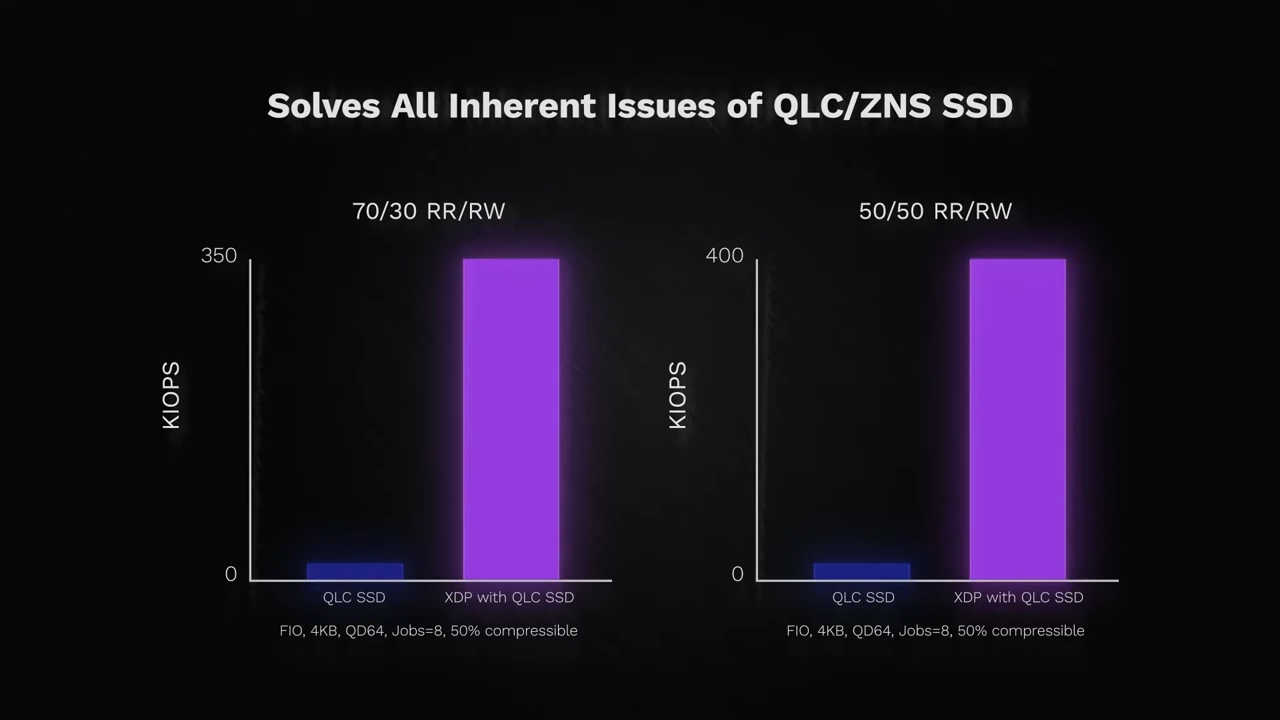 Solves All Inherent Issues of QLC/ZNS SSD
70/30 RR/RW
350
KIOPS
0
QLC SSD
XDP with QLC SSD
FIO, 4KB, QD64, Jobs=8, 50% compressible
50/50 RR/RW
400
KIOPS
0
QLC SSD
XDP with QLC SSD
FIO, 4KB, QD64, Jobs=8, 50% compressible